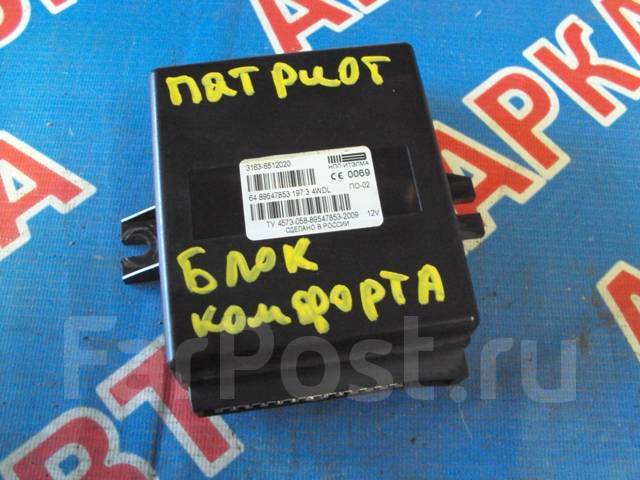 ПАТРИОТ
3163-6512020
НПП ИТЭЛМА
0069
64 89547853 197 3 4WDL
ПО-02
ТУ 4573-058-89547853-2009 12V
СДЕЛАНО В РОССИИ
БЛОК
КОМФОРТА
FarPost.ru